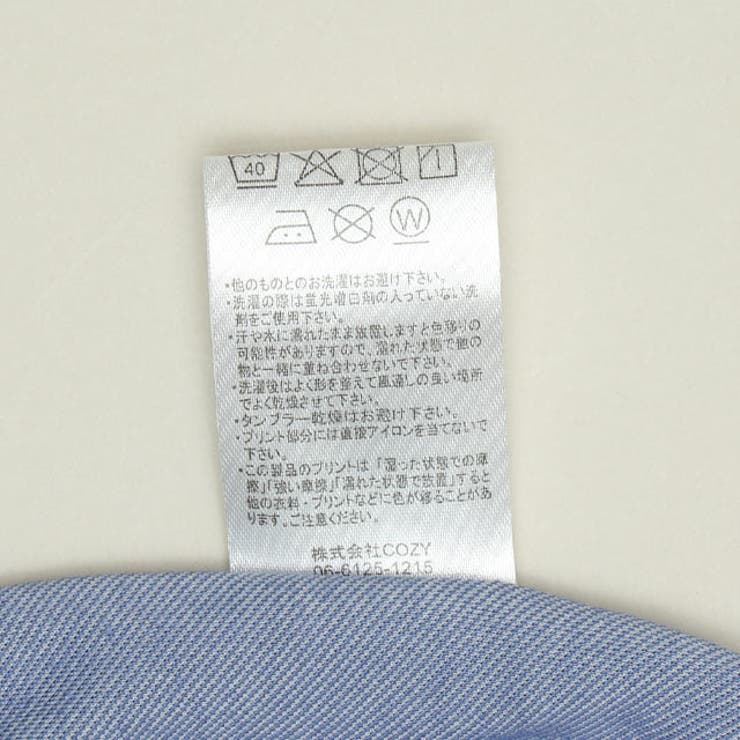 40
W
・他のものとのお洗濯はお避け下さい。
・洗濯の際は蛍光増白剤の入っていない洗
剤をご使用下さい。
・汗や水に濡れたまま放置しますと色移りの
可能性がありますので、濡れた状態で他の
物と一緒に重ね合わせないで下さい。
・洗濯後はよく形を整えて風通しの良い場所
でよく乾燥させて下さい。
・タンブラー乾燥はお避け下さい。
・プリント部分には直接アイロンを当てないで
下さい。
・この製品のプリントは「湿った状態での摩
擦」「強い摩擦」「濡れた状態で放置」すると
他の衣料・プリントなどに色が移ることがあ
ります。ご注意ください。
株式会社COZY
06-6125-1215